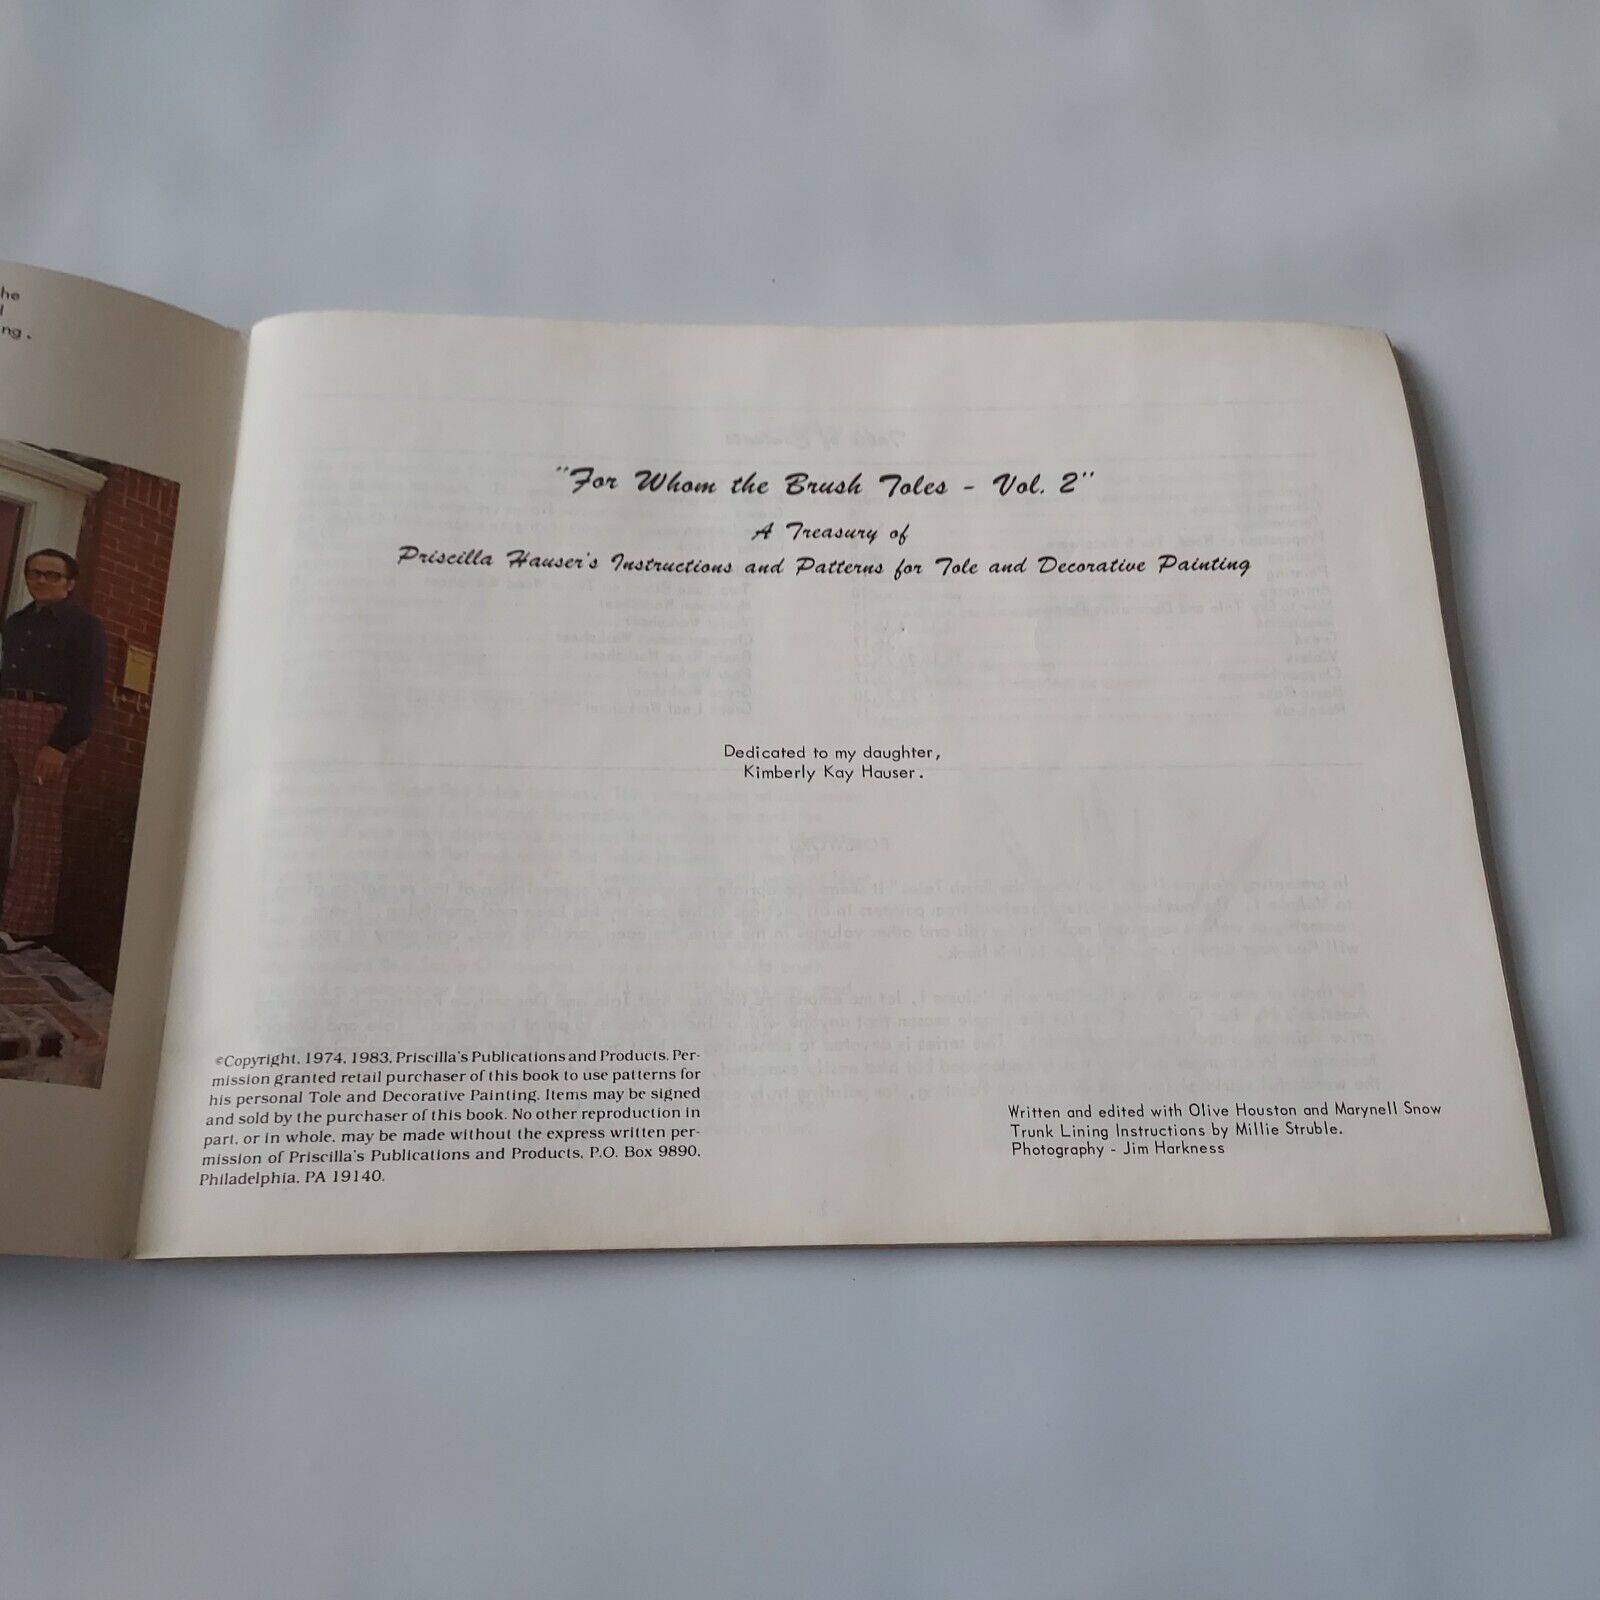 he
ng.
"For Whom the Brush Toles - Vol. 2"
A Treasury of
Priscilla Hauser's Instructions and Patterns for Tole and Decorative Painting
Dedicated to my daughter,
Kimberly Kay Hauser.
©Copyright, 1974, 1983, Priscilla's Publications and Products. Per-
mission granted retail purchaser of this book to use patterns for
his personal Tole and Decorative Painting. Items may be signed
and sold by the purchaser of this book. No other reproduction in
part, or in whole, may be made without the express written per-
mission of Priscilla's Publications and Products, P.O. Box 9890,
Philadelphia, PA 19140.
Written and edited with Olive Houston and Marynell Snow
Trunk Lining Instructions by Millie Struble.
Photography - Jim Harkness